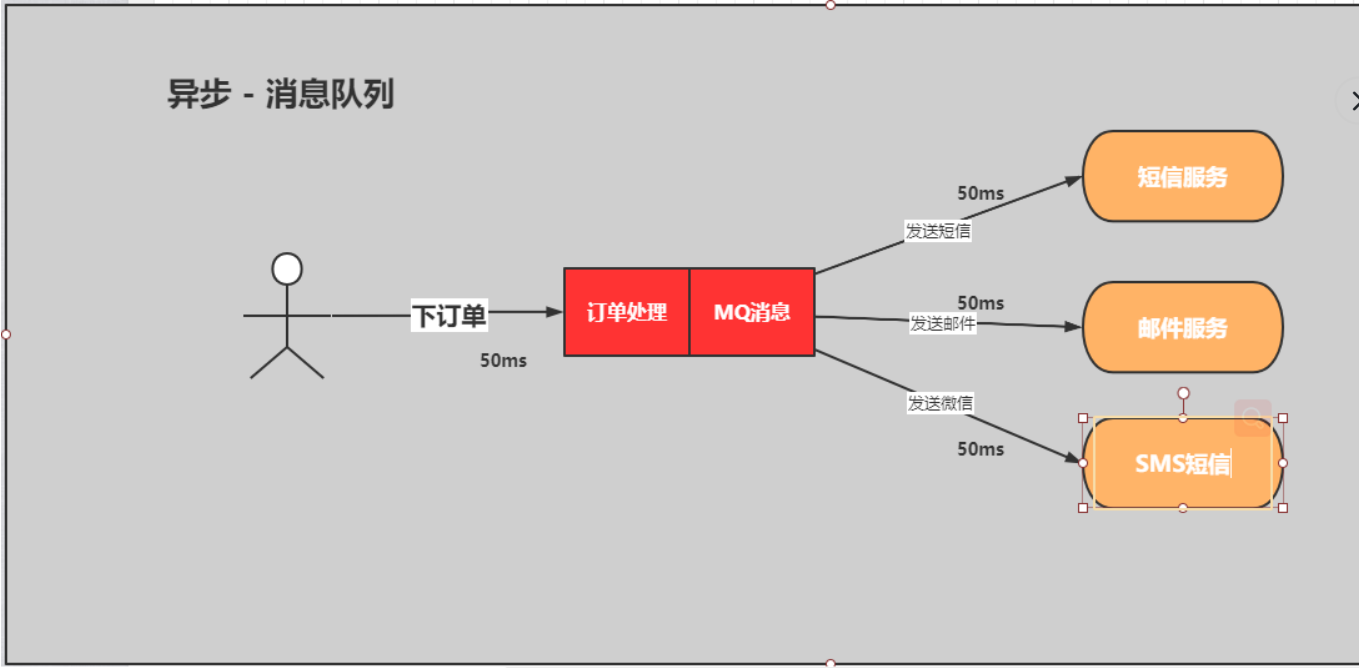 异步 - 消息队列
短信服务
50ms
发送短信
下订单
50ms
订单处理
MQ消息
50ms
发送邮件
邮件服务
发送微信
50ms
SMS短信